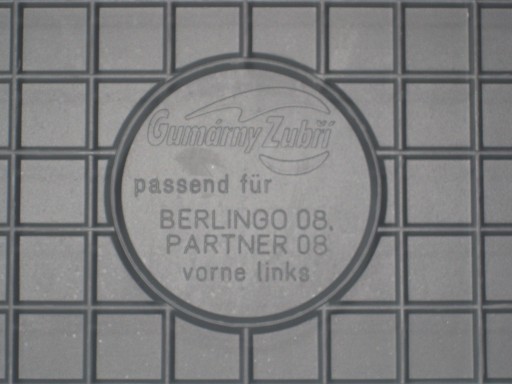 Gumárny Zubří
passend für
BERLINGO 08,
PARTNER 08
vorne links